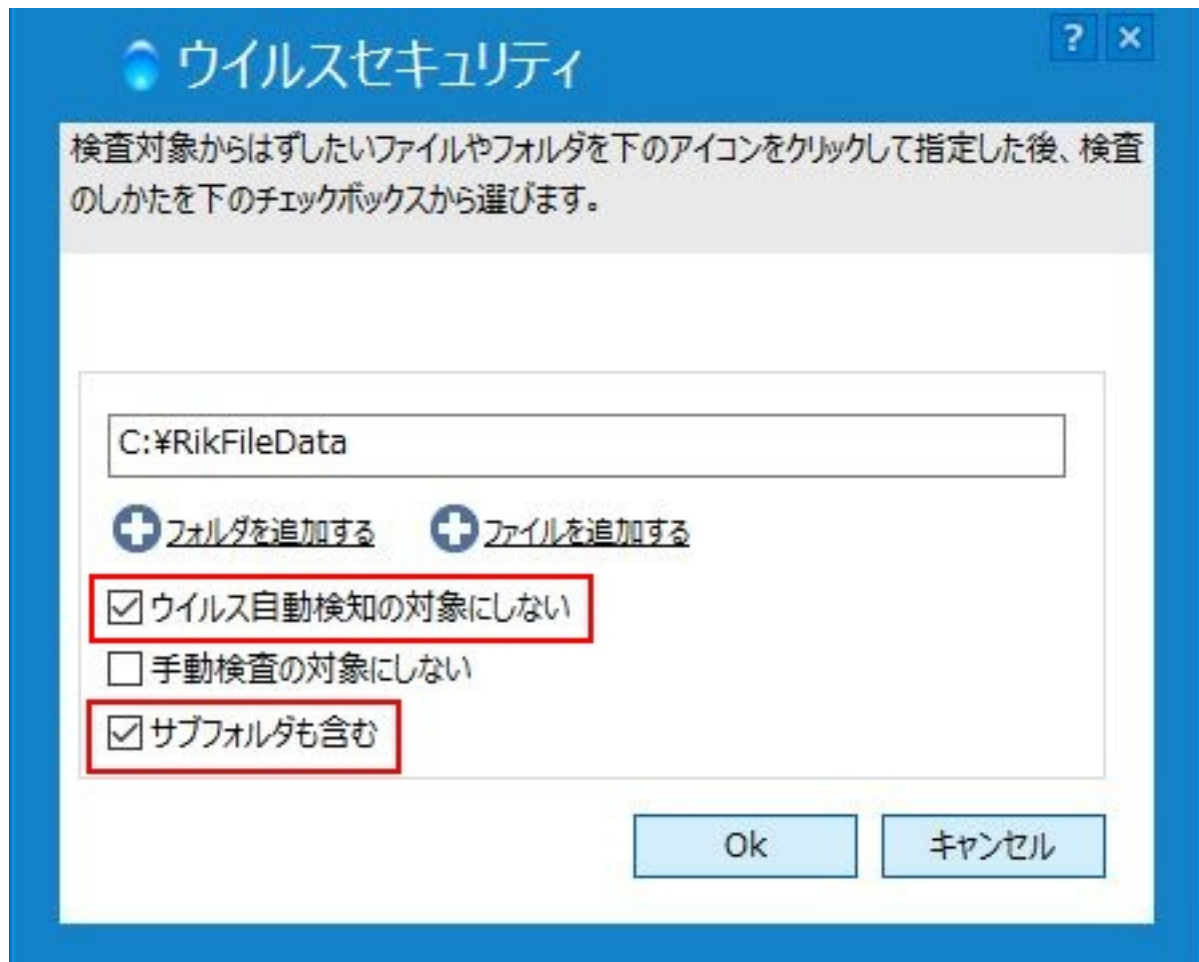 ウイルスセキュリティ
? ×
検査対象からはずしたいファイルやフォルダを下のアイコンをクリックして指定した後、検査
のしかたを下のチェックボックスから選びます。
C:¥RikFileData
フォルダを追加する ファイルを追加する
ウイルス自動検知の対象にしない
手動検査の対象にしない
サブフォルダも含む
Ok キャンセル